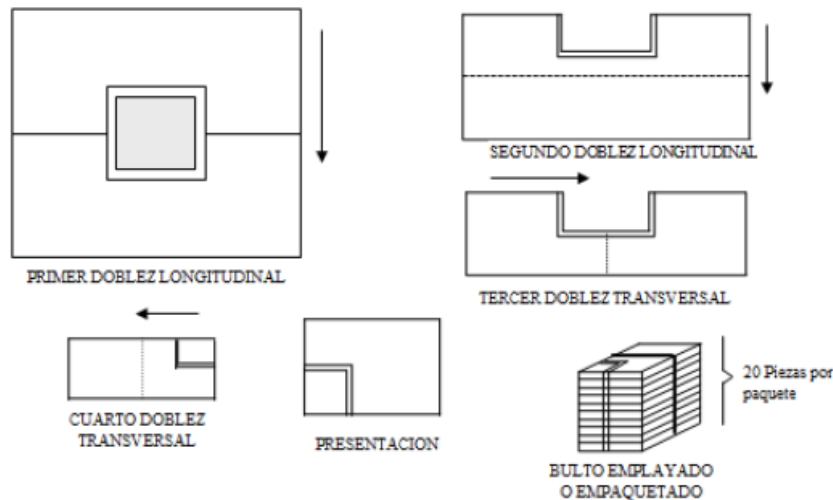 PRIMER DOBLEZ LONGITUDINAL
SEGUNDO DOBLEZ LONGITUDINAL
TERCER DOBLEZ TRANSVERSAL
CUARTO DOBLEZ
TRANSVERSAL
PRESENTACION
20 Piezas por
paquete
BULTO EMPLAYADO
O EMPAQUETADO